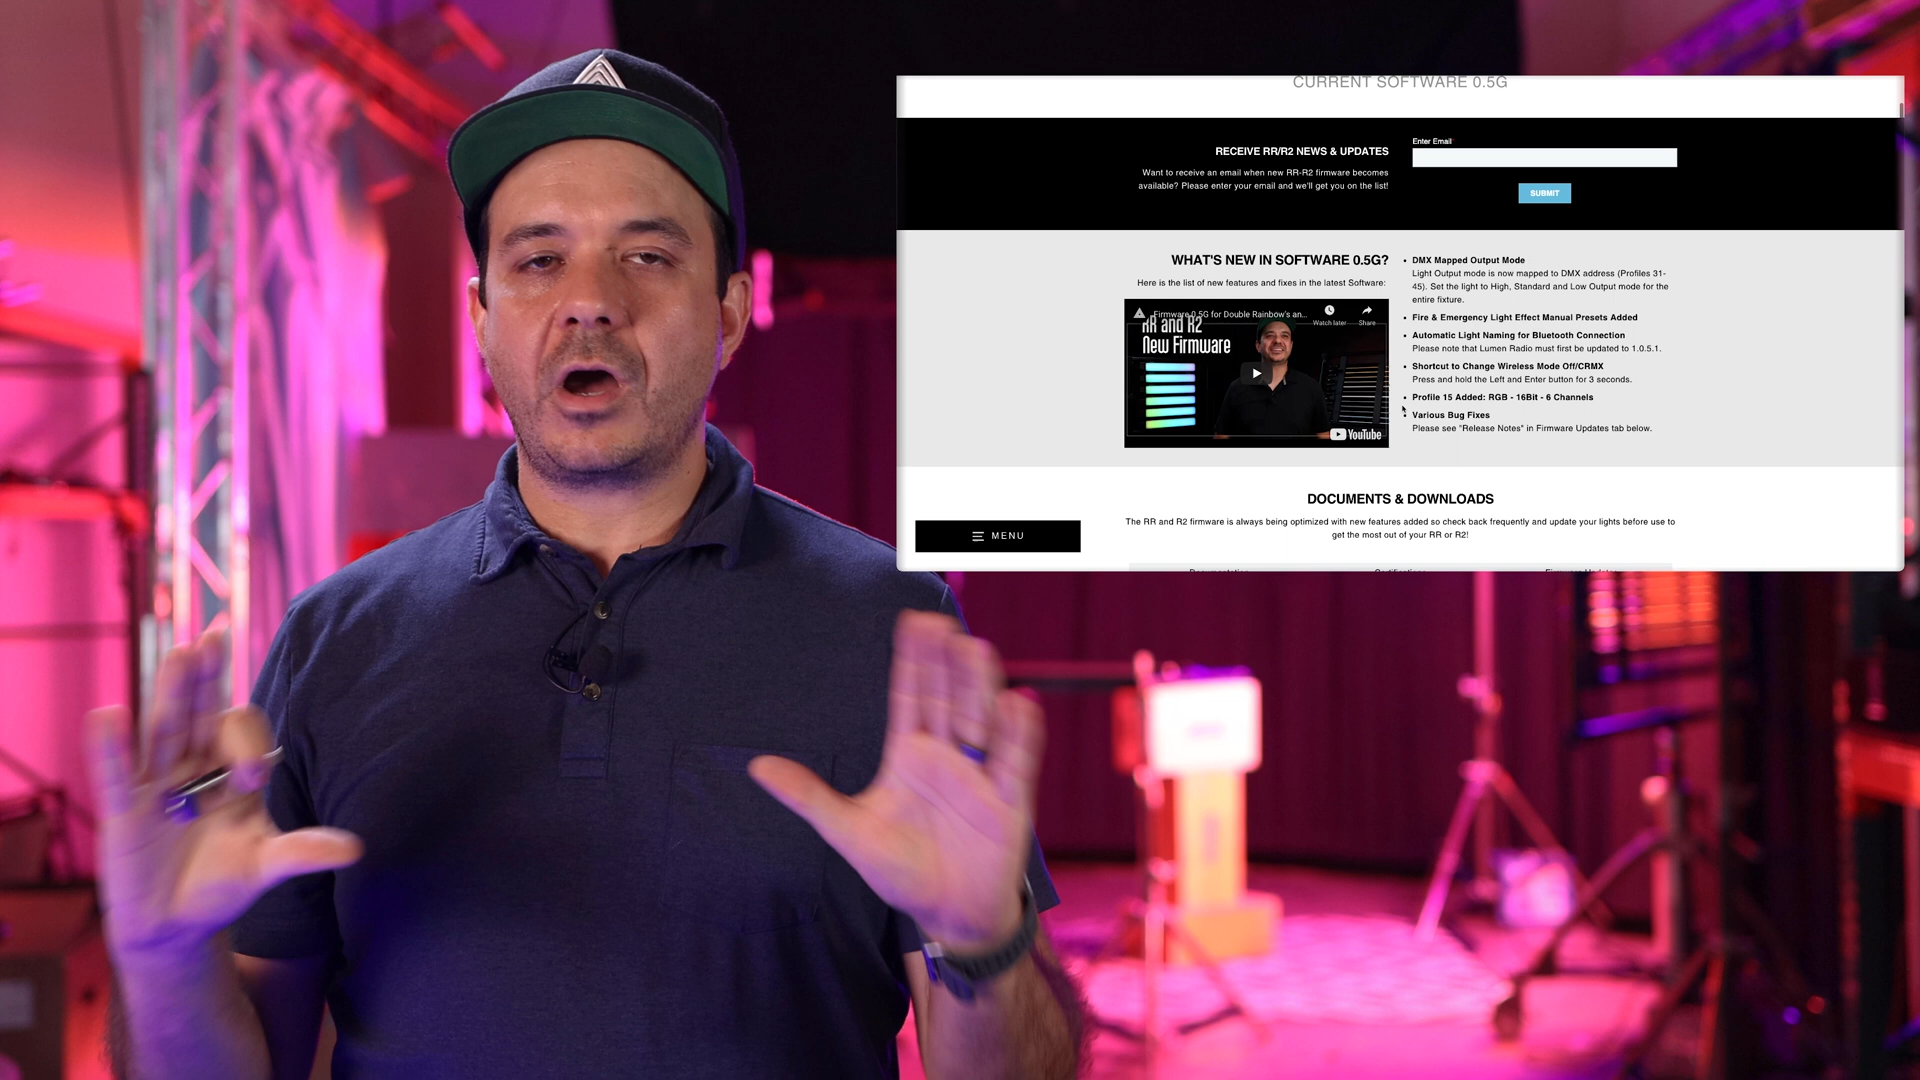 CURRENT SOFTWARE 0.5G
RECEIVE RR/R2 NEWS & UPDATES
Want to receive an email when new RR-R2 firmware becomes
available? Please enter your email and we'll get you on the list!
Enter Email
SUBMIT
WHAT'S NEW IN SOFTWARE 0.5G?
Here is the list of new features and fixes in the latest Software:
Firmware 0.5G for Double Rainbow's an...
Watch later
Share
RR and R2
New Firmware
YouTube
• DMX Mapped Output Mode
Light Output mode is now mapped to DMX address (Profiles 31-
45). Set the light to High, Standard and Low Output mode for the
entire fixture.
• Fire & Emergency Light Effect Manual Presets Added
• Automatic Light Naming for Bluetooth Connection
Please note that Lumen Radio must first be updated to 1.0.5.1.
• Shortcut to Change Wireless Mode Off/CRMX
Press and hold the Left and Enter button for 3 seconds.
• Profile 15 Added: RGB - 16Bit - 6 Channels
• Various Bug Fixes
Please see "Release Notes" in Firmware Updates tab below.
DOCUMENTS & DOWNLOADS
The RR and R2 firmware is always being optimized with new features added so check back frequently and update your lights before use to
get the most out of your RR or R2!
MENU
Documentation
Certifications
Firmware Updates